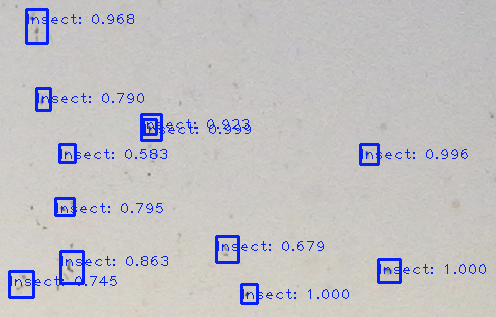 Insect: 0.968
Insect: 0.790
Insect: 0.923
Insect: 0.999
Insect: 0.583
Insect: 0.996
Insect: 0.795
Insect: 0.679
Insect: 0.863
Insect: 1.000
Insect: 0.745
Insect: 1.000